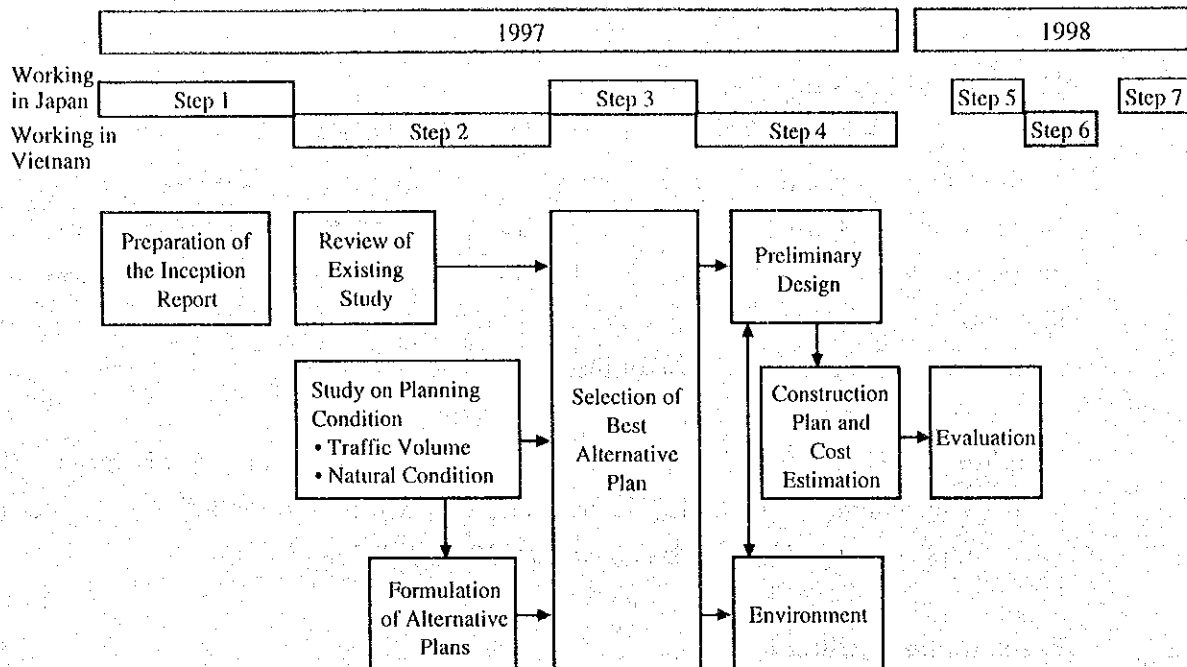 1997
1998
Working
in Japan
Step 1
Step 3
Step 5
Step 7
Working in
Vietnam
Step 2
Step 4
Step 6
Preparation of
the Inception
Report
Review of
Existing
Study
Study on Planning
Condition
• Traffic Volume
• Natural Condition
Formulation
of Alternative
Plans
Selection of
Best
Alternative
Plan
Preliminary
Design
Construction
Plan and
Cost
Estimation
Evaluation
Environment